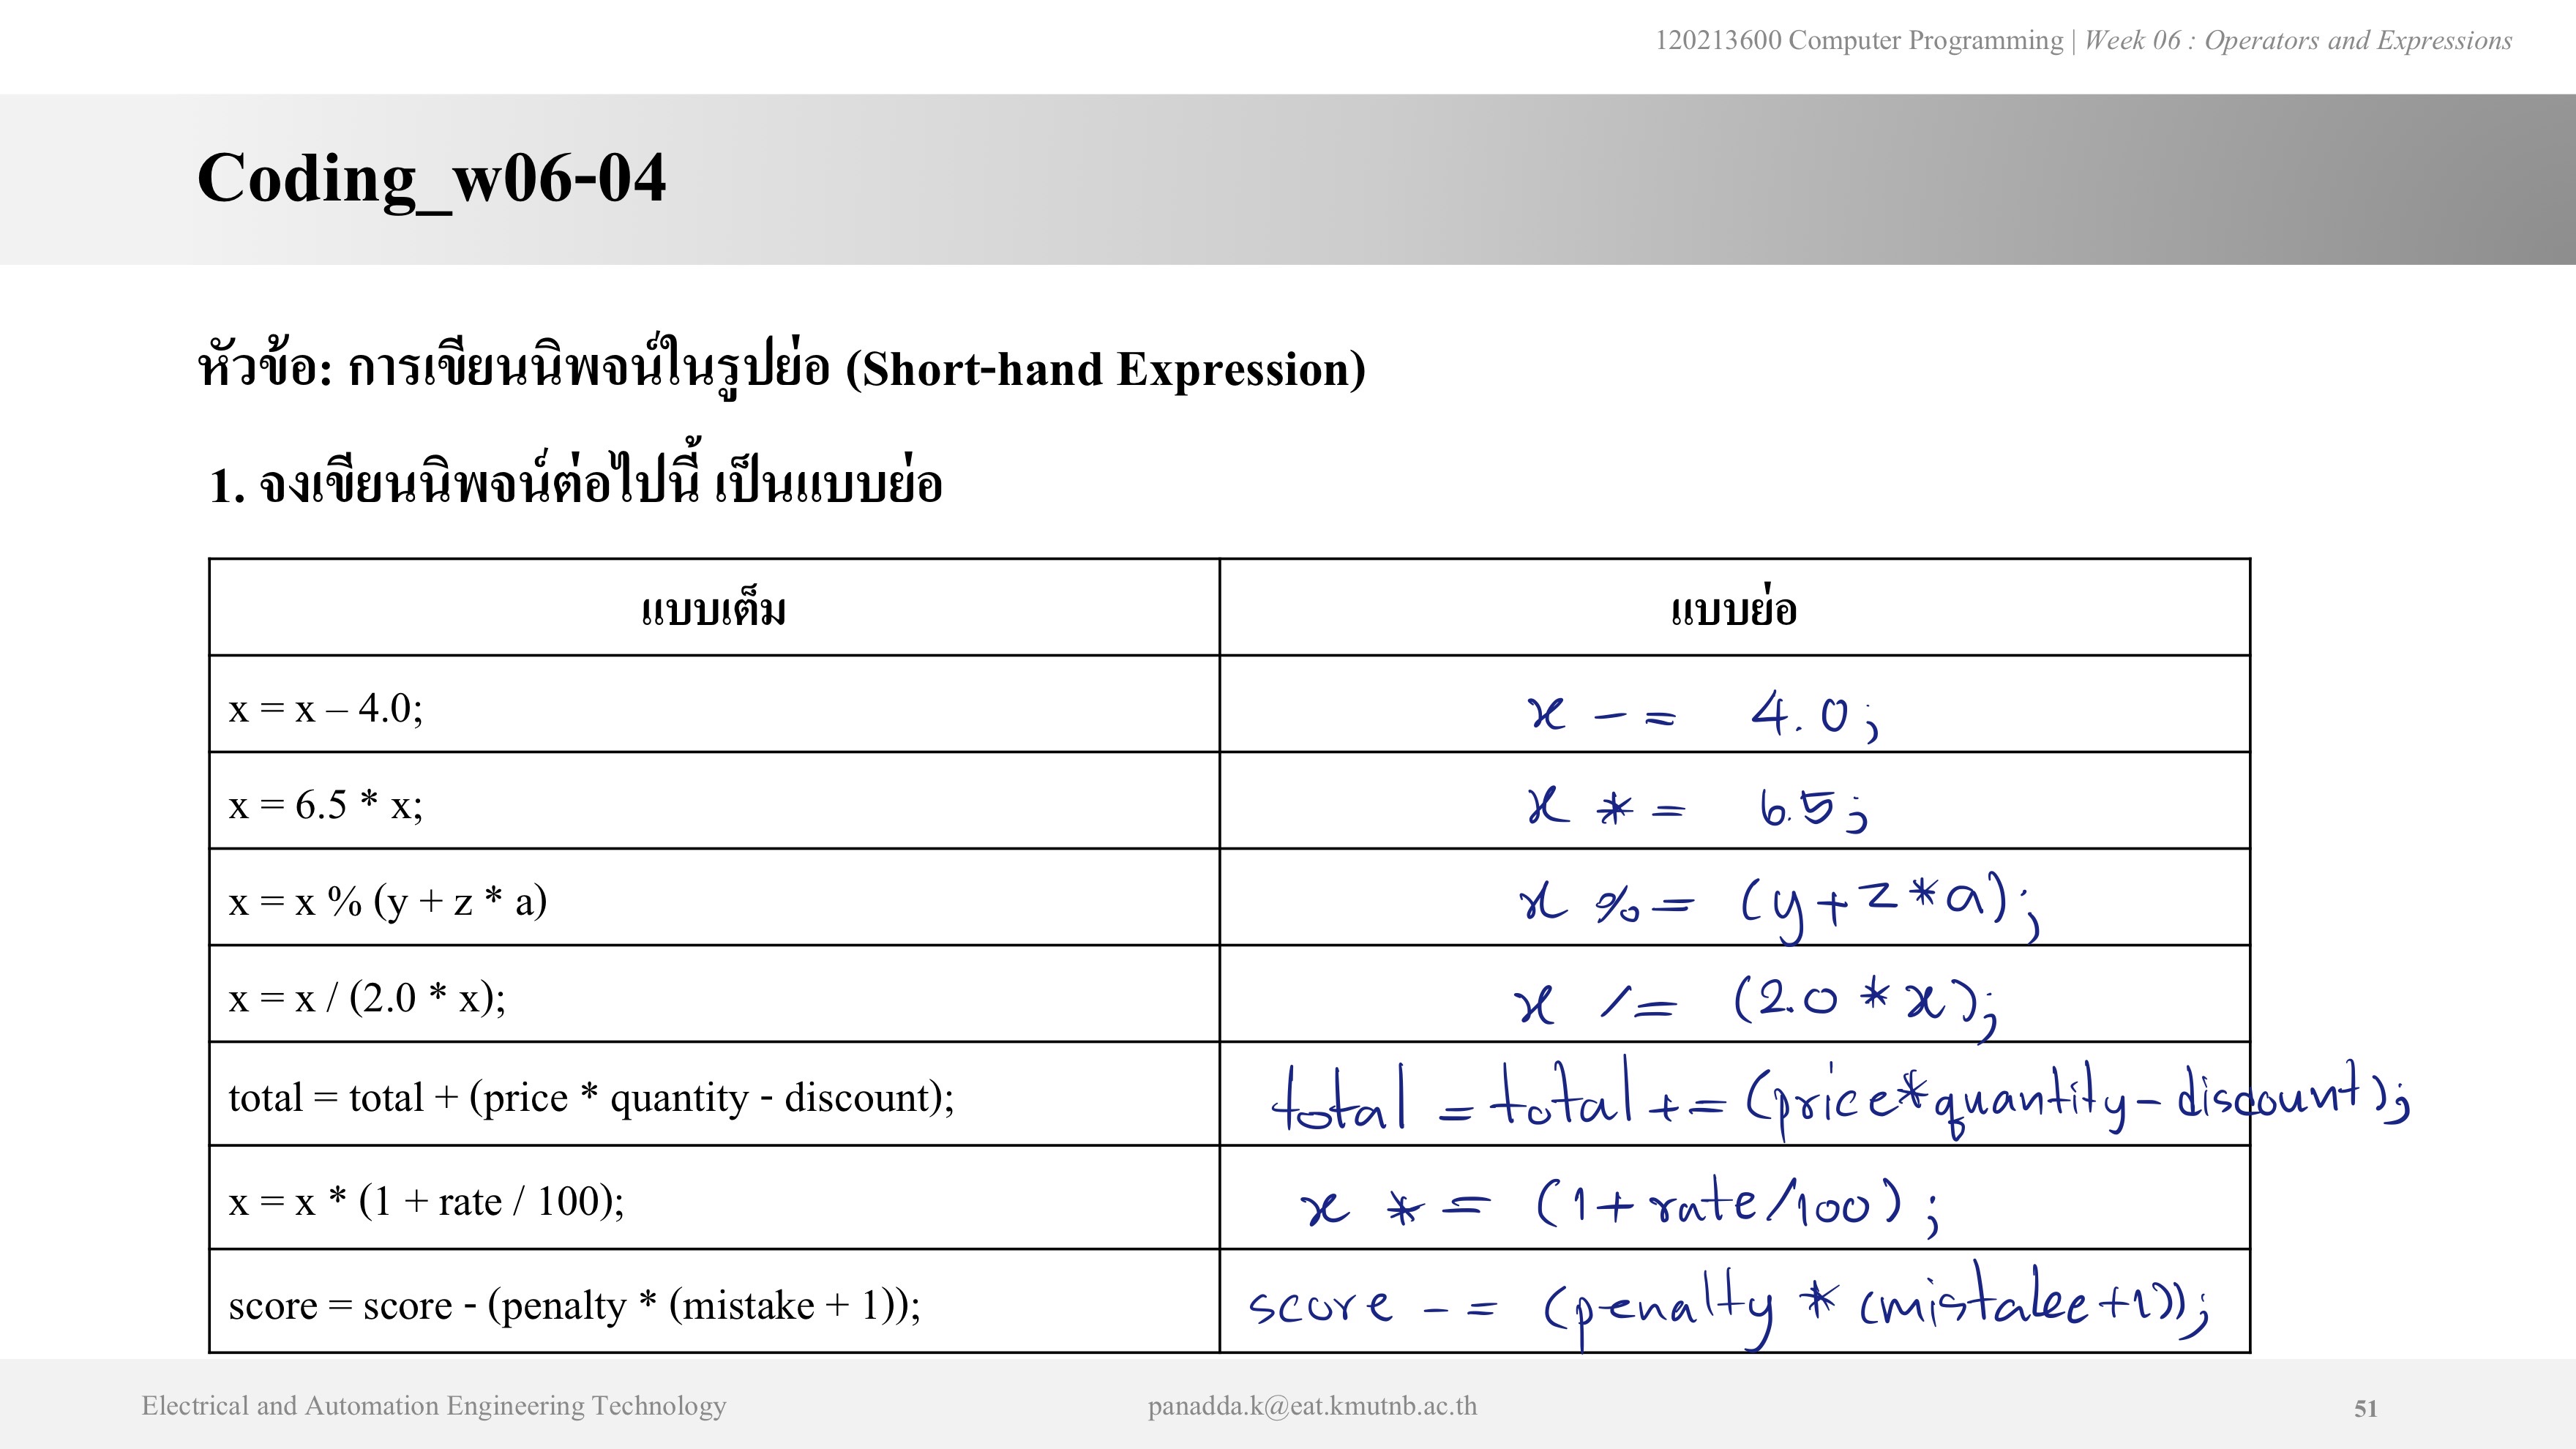 120213600 Computer Programming | Week 06 : Operators and Expressions
Coding_w06-04
หัวข้อ: การเขียนนิพจน์ในรูปย่อ (Short-hand Expression)
1. จงเขียนนิพจน์ต่อไปนี้ เป็นแบบย่อ
แบบเต็ม แบบย่อ
x = x – 4.0; x -= 4.0;
x = 6.5 * x; x *= 6.5;
x = x % (y + z * a) x %= (y+z*a);
x = x / (2.0 * x); x /= (2.0 * x);
total = total + (price * quantity - discount); total = total += (price*quantity-discount);
x = x * (1 + rate / 100); x *= (1+rate/100);
score = score - (penalty * (mistake + 1)); score -= (penalty * (mistake+1));
Electrical and Automation Engineering Technology panadda.k@eat.kmutnb.ac.th 51